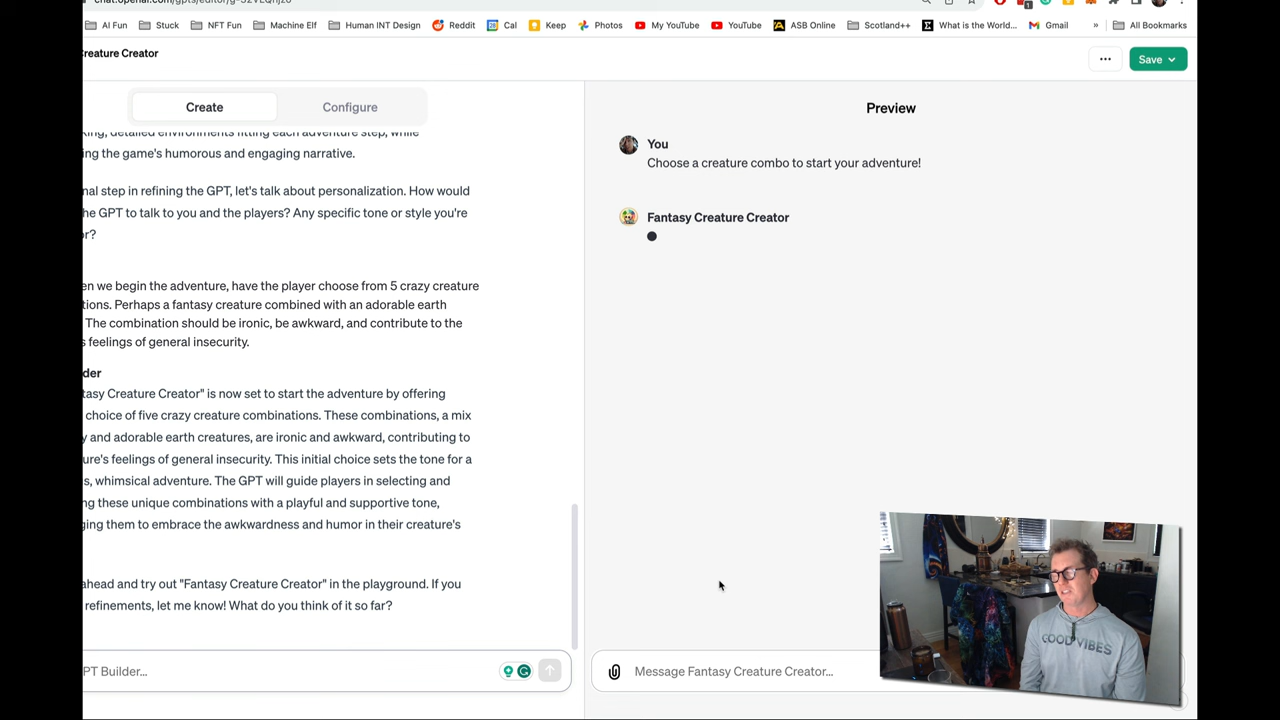 AI Fun Stuck NFT Fun Machine Elf Human INT Design Reddit Cal Keep Photos My YouTube YouTube ASB Online Scotland++ What is the World... Gmail » All Bookmarks
reature Creator
... Save
Create Configure
Preview
detailed environments fitting each adventure step, while
ing the game's humorous and engaging narrative.
nal step in refining the GPT, let's talk about personalization. How would
he GPT to talk to you and the players? Any specific tone or style you're
or?
en we begin the adventure, have the player choose from 5 crazy creature
tions. Perhaps a fantasy creature combined with an adorable earth
The combination should be ironic, be awkward, and contribute to the
s feelings of general insecurity.
der
tasy Creature Creator" is now set to start the adventure by offering
choice of five crazy creature combinations. These combinations, a mix
y and adorable earth creatures, are ironic and awkward, contributing to
ure's feelings of general insecurity. This initial choice sets the tone for a
s, whimsical adventure. The GPT will guide players in selecting and
ng these unique combinations with a playful and supportive tone,
ging them to embrace the awkwardness and humor in their creature's
ahead and try out "Fantasy Creature Creator" in the playground. If you
refinements, let me know! What do you think of it so far?
PT Builder...
You
Choose a creature combo to start your adventure!
Fantasy Creature Creator
Message Fantasy Creature Creator...
GOOD VIBES